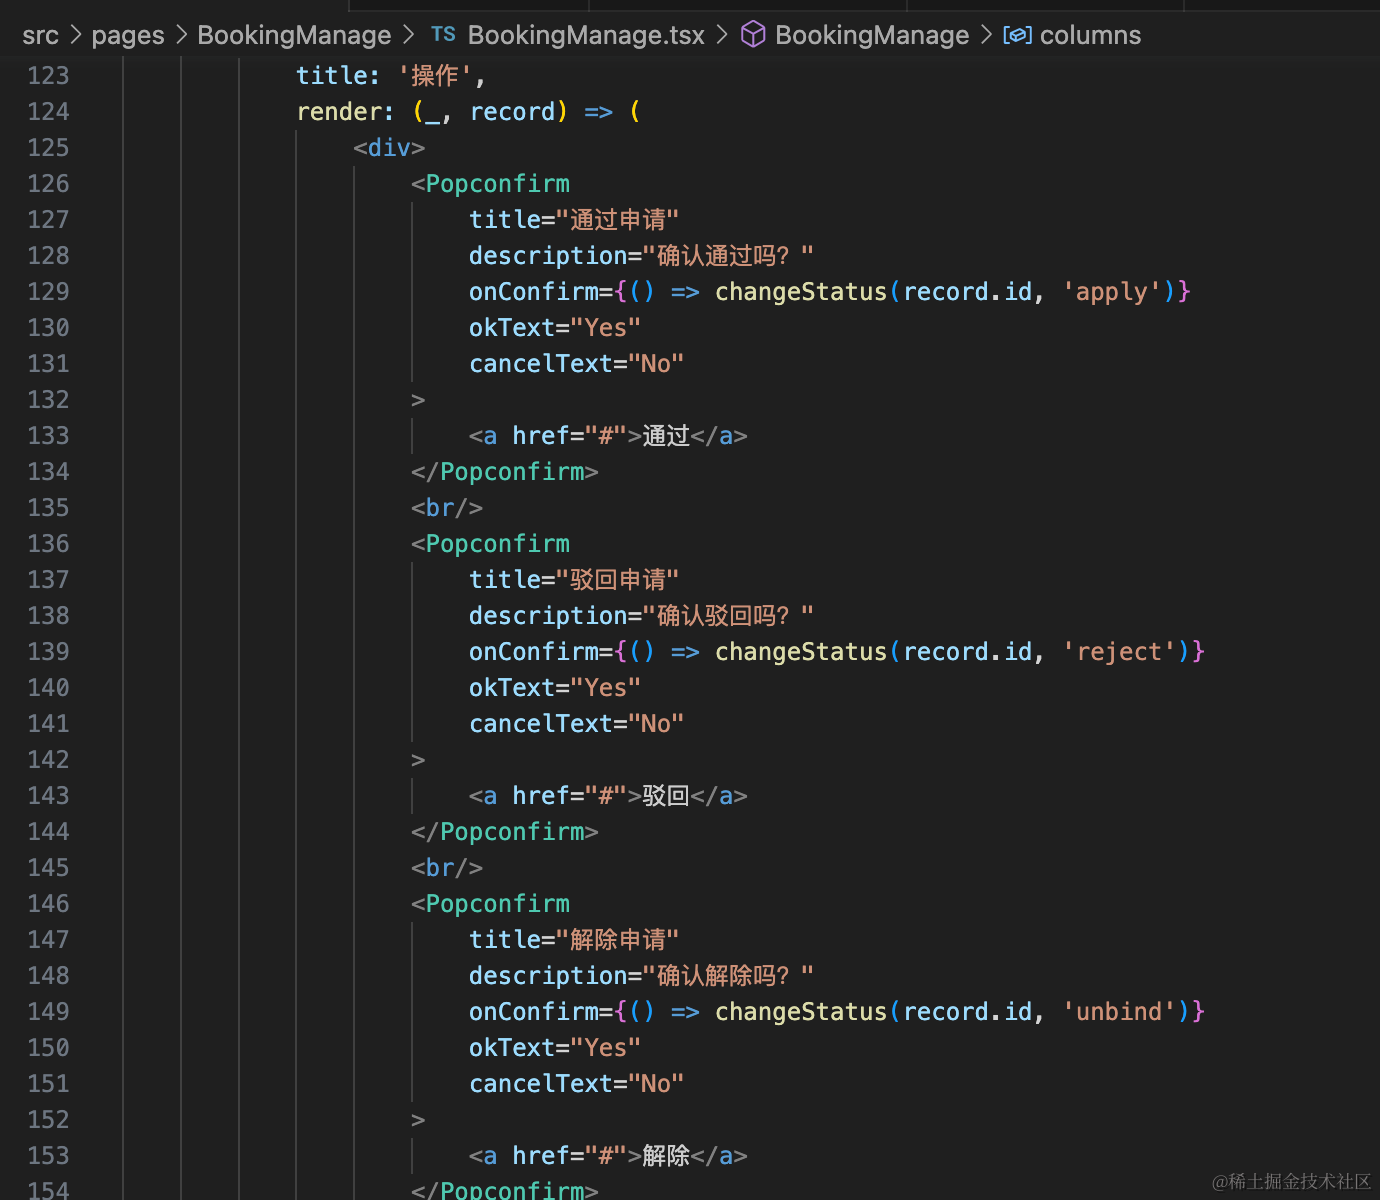 src > pages > BookingManage > TS BookingManage.tsx > BookingManage > columns
123 title: '操作',
124 render: (_, record) => (
125 <div>
126 <Popconfirm
127 title="通过申请"
128 description="确认通过吗？"
129 onConfirm={() => changeStatus(record.id, 'apply')}
130 okText="Yes"
131 cancelText="No"
132 >
133 <a href="#">通过</a>
134 </Popconfirm>
135 <br/>
136 <Popconfirm
137 title="驳回申请"
138 description="确认驳回吗？"
139 onConfirm={() => changeStatus(record.id, 'reject')}
140 okText="Yes"
141 cancelText="No"
142 >
143 <a href="#">驳回</a>
144 </Popconfirm>
145 <br/>
146 <Popconfirm
147 title="解除申请"
148 description="确认解除吗？"
149 onConfirm={() => changeStatus(record.id, 'unbind')}
150 okText="Yes"
151 cancelText="No"
152 >
153 <a href="#">解除</a>
154 </Popconfirm>
@稀土掘金技术社区